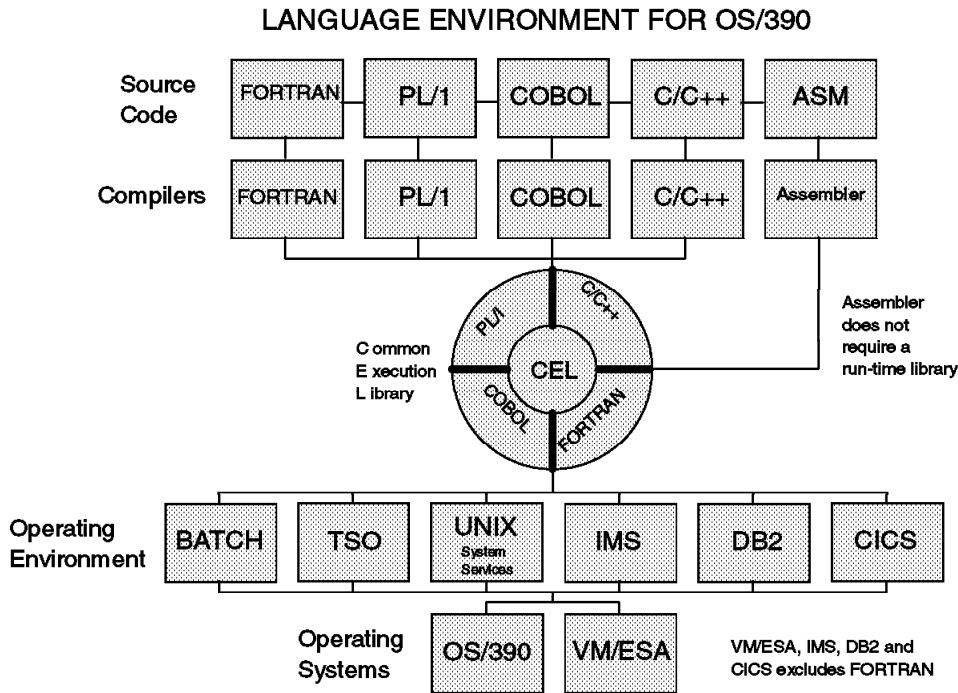 LANGUAGE ENVIRONMENT FOR OS/390
Source
Code
FORTRAN
PL/1
COBOL
C/C++
ASM
Compilers
FORTRAN
PL/1
COBOL
C/C++
Assembler
PL/I
C/C++
CEL
COBOL
FORTRAN
C ommon
E xecution
L ibrary
Assembler
does not
require a
run-time library
Operating
Environment
BATCH
TSO
UNIX
System
Services
IMS
DB2
CICS
Operating
Systems
OS/390
VM/ESA
VM/ESA, IMS, DB2 and
CICS excludes FORTRAN